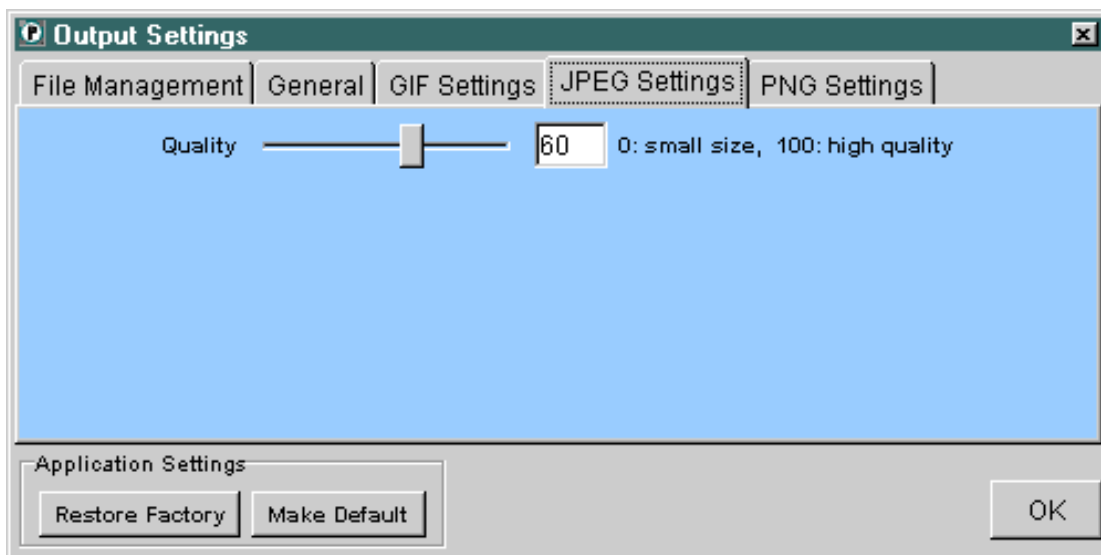 Output Settings
File Management General GIF Settings JPEG Settings PNG Settings
Quality 60 0: small size, 100: high quality
Application Settings
Restore Factory Make Default
OK